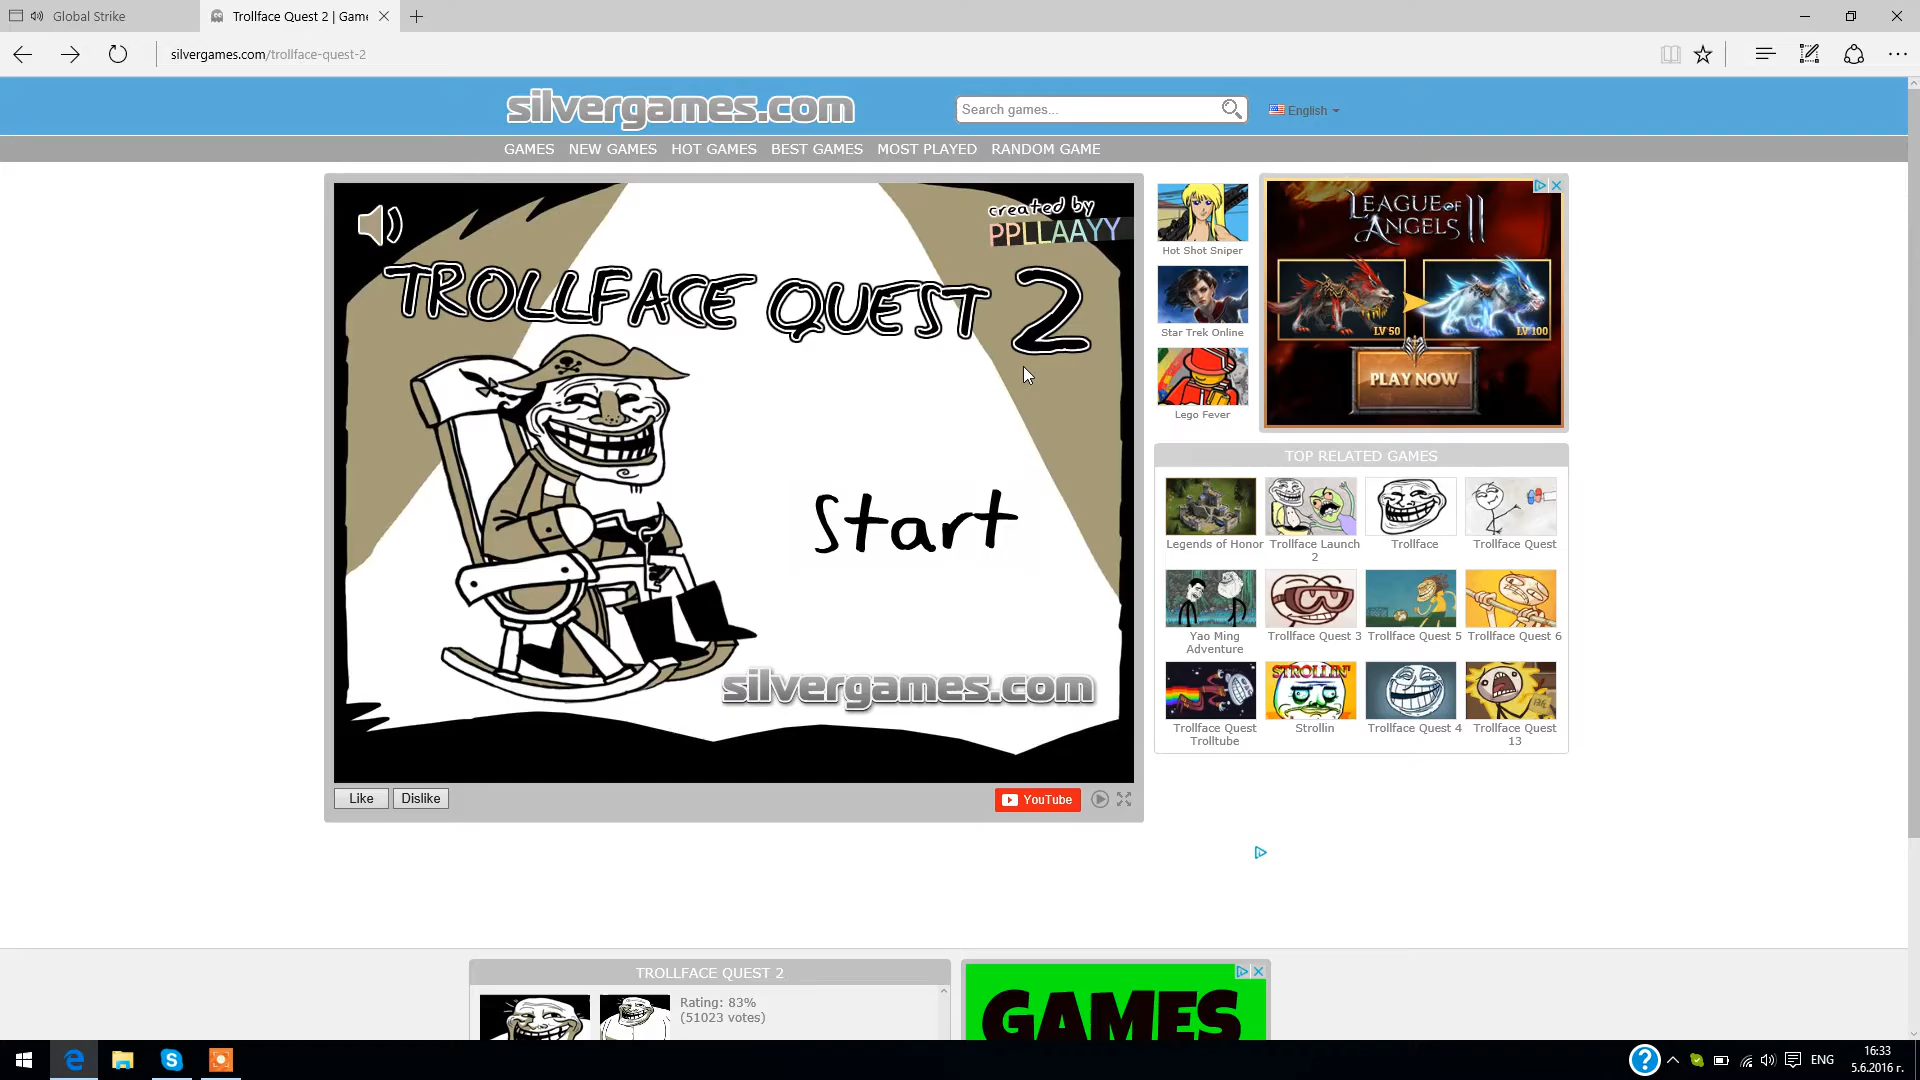 Global Strike
Trollface Quest 2 | Game
silvergames.com/trollface-quest-2
silvergames.com
Search games...
English
GAMES NEW GAMES HOT GAMES BEST GAMES MOST PLAYED RANDOM GAME
created by
PPLLAAYY
TROLLFACE QUEST 2
Start
silvergames.com
Like
Dislike
YouTube
Hot Shot Sniper
Star Trek Online
Lego Fever
LEAGUE OF
ANGELS II
LV 50
LV 100
PLAY NOW
TOP RELATED GAMES
Legends of Honor
Trollface Launch
2
Trollface
Trollface Quest
Yao Ming
Adventure
Trollface Quest 3
Trollface Quest 5
Trollface Quest 6
STROLLIN'
Trollface Quest
Trolltube
Strollin
Trollface Quest 4
Trollface Quest
13
TROLLFACE QUEST 2
Rating: 83%
(51023 votes)
GAMES
ENG
16:33
5.6.2016 г.